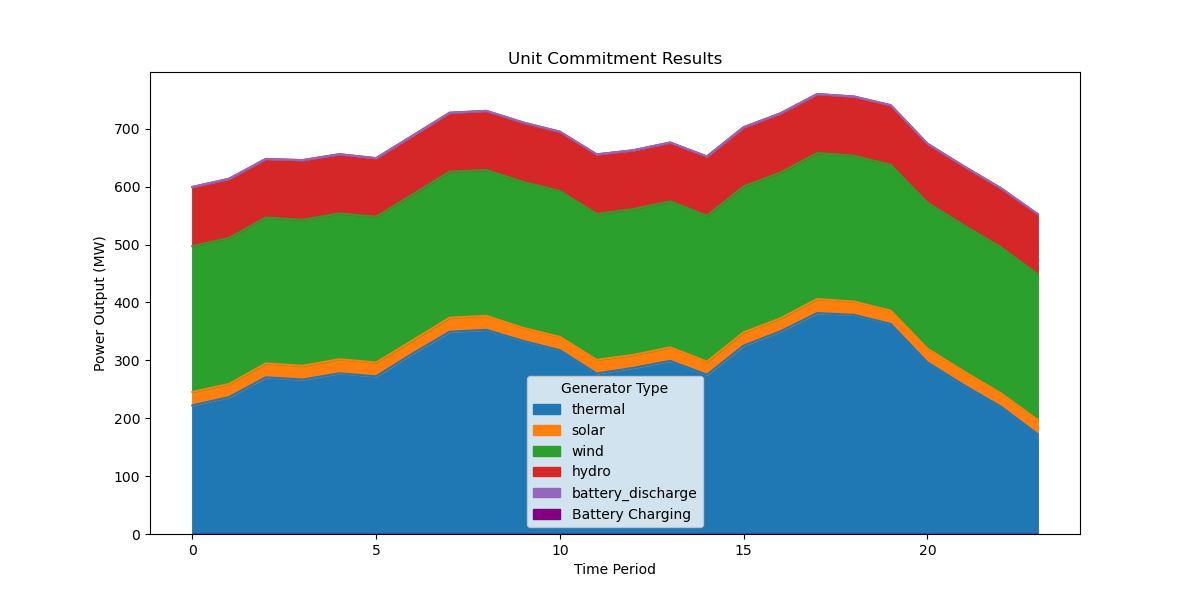 Unit Commitment Results
Power Output (MW)
700
600
500
400
300
200
100
0
Generator Type
thermal
solar
wind
hydro
battery_discharge
Battery Charging
0 5 10 15 20
Time Period